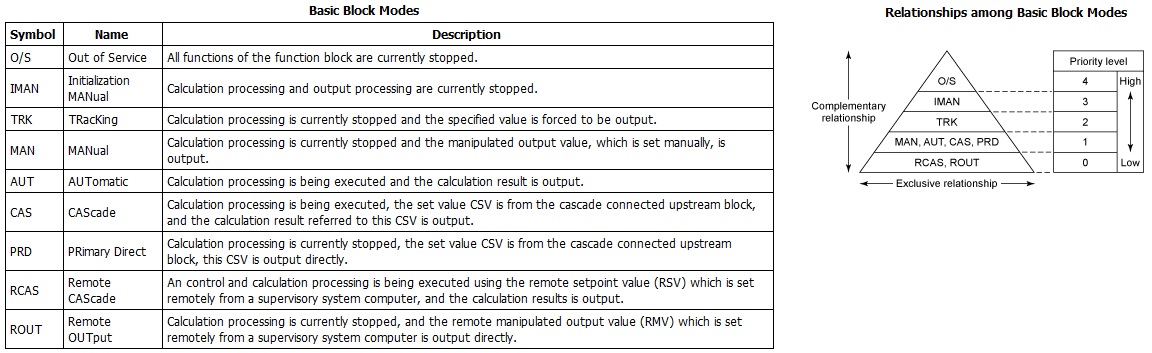 Basic Block Modes
Symbol Name Description
O/S Out of Service All functions of the function block are currently stopped.
IMAN Initialization MANual Calculation processing and output processing are currently stopped.
TRK TRacKing Calculation processing is currently stopped and the specified value is forced to be output.
MAN MANual Calculation processing is currently stopped and the manipulated output value, which is set manually, is
output.
AUT AUTomatic Calculation processing is being executed and the calculation result is output.
CAS CAScade Calculation processing is being executed, the set value CSV is from the cascade connected upstream block,
and the calculation result referred to this CSV is output.
PRD PRimary Direct Calculation processing is currently stopped, the set value CSV is from the cascade connected upstream
block, this CSV is output directly.
RCAS Remote CAScade An control and calculation processing is being executed using the remote setpoint value (RSV) which is set
remotely from a supervisory system computer, and the calculation results is output.
ROUT Remote OUTput Calculation processing is currently stopped, and the remote manipulated output value (RMV) which is set
remotely from a supervisory system computer is output directly.
Relationships among Basic Block Modes
Priority level
O/S 4 High
IMAN 3
Complementary
relationship
TRK 2
MAN, AUT, CAS, PRD 1
RCAS, ROUT 0 Low
Exclusive relationship